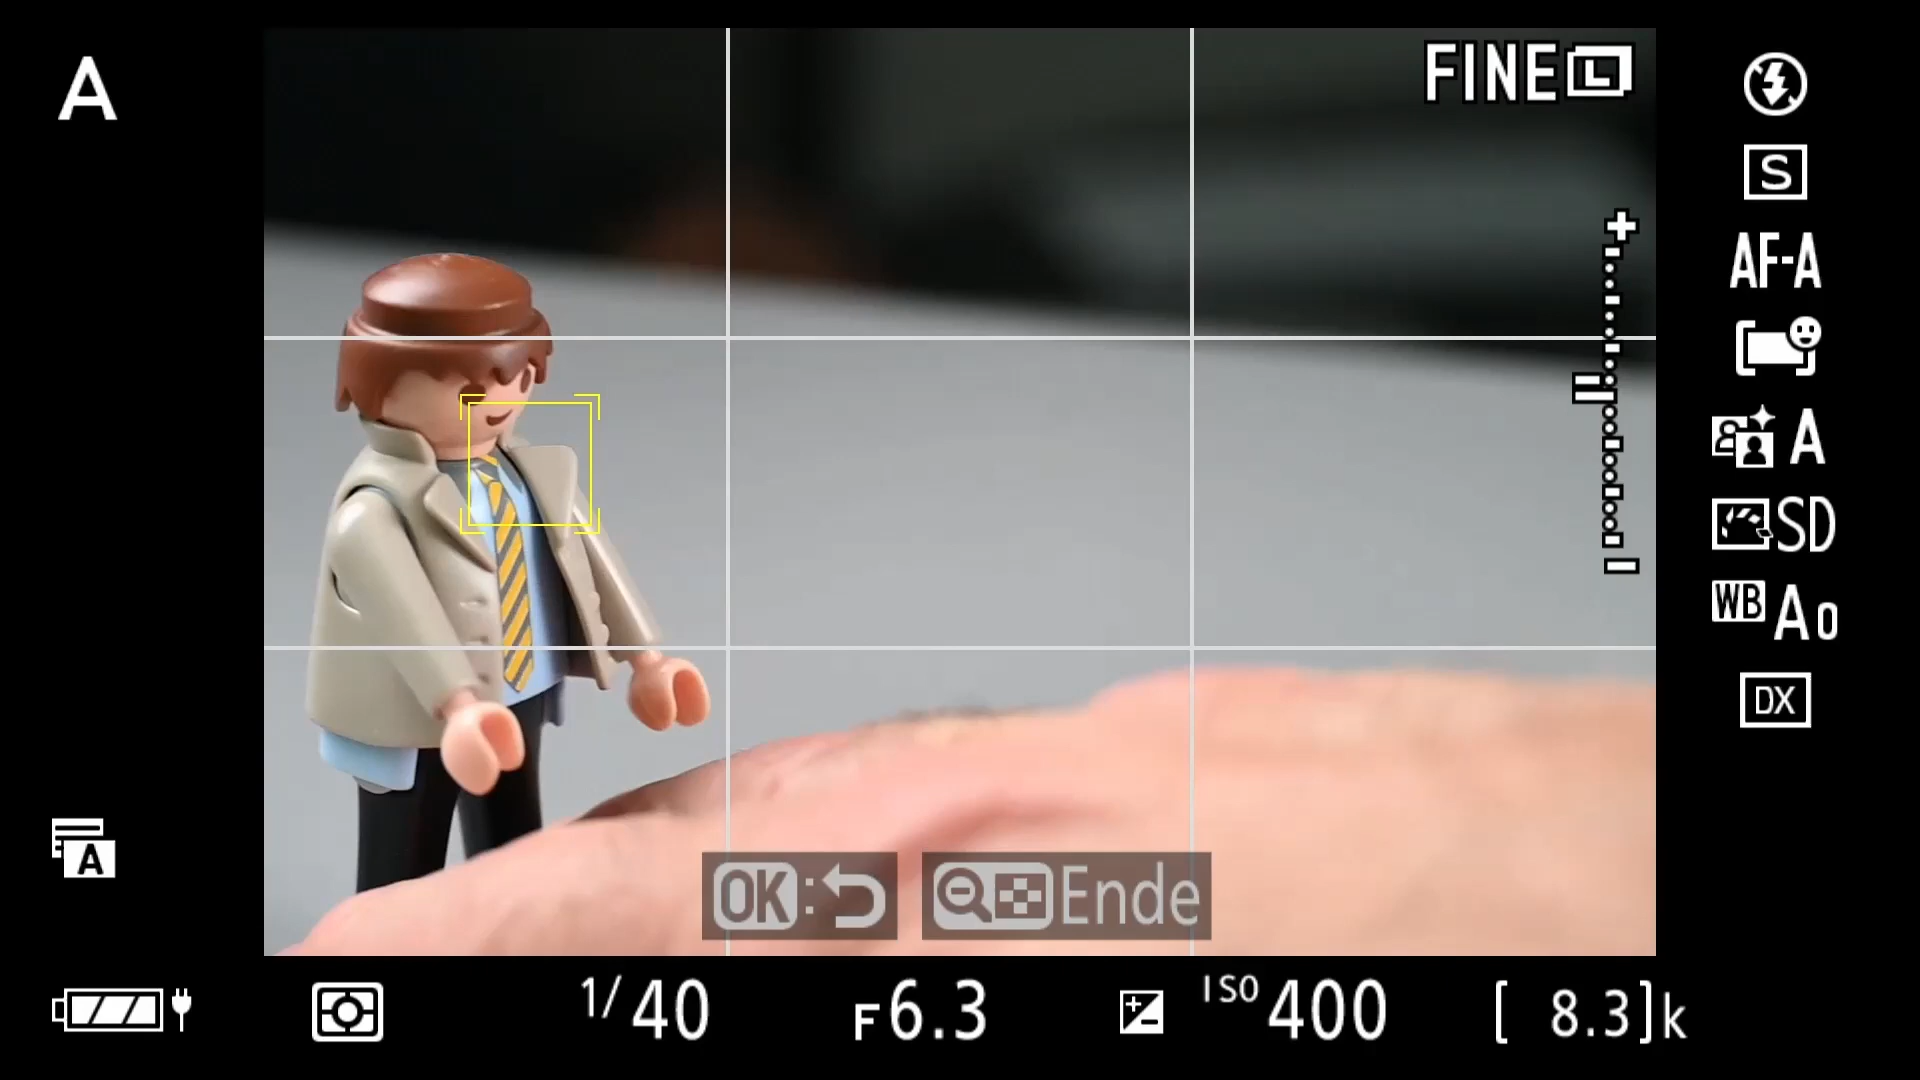 A
FINE L
S
AF-A
A
SD
WB A0
DX
A
OK: Ende
1/40 F6.3 ISO 400 [ 8.3]k